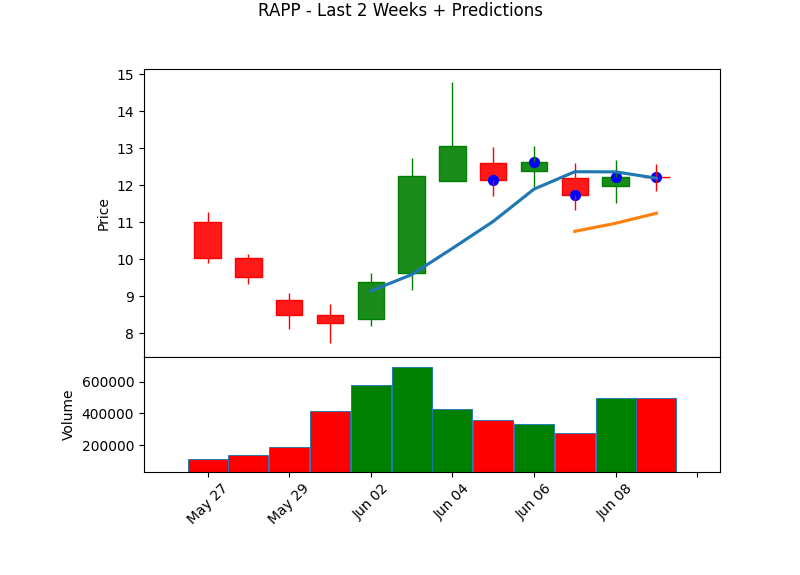 RAPP - Last 2 Weeks + Predictions
15
14
13
12
11
10
9
8
Price
600000
400000
200000
Volume
May 27
May 29
Jun 02
Jun 04
Jun 06
Jun 08